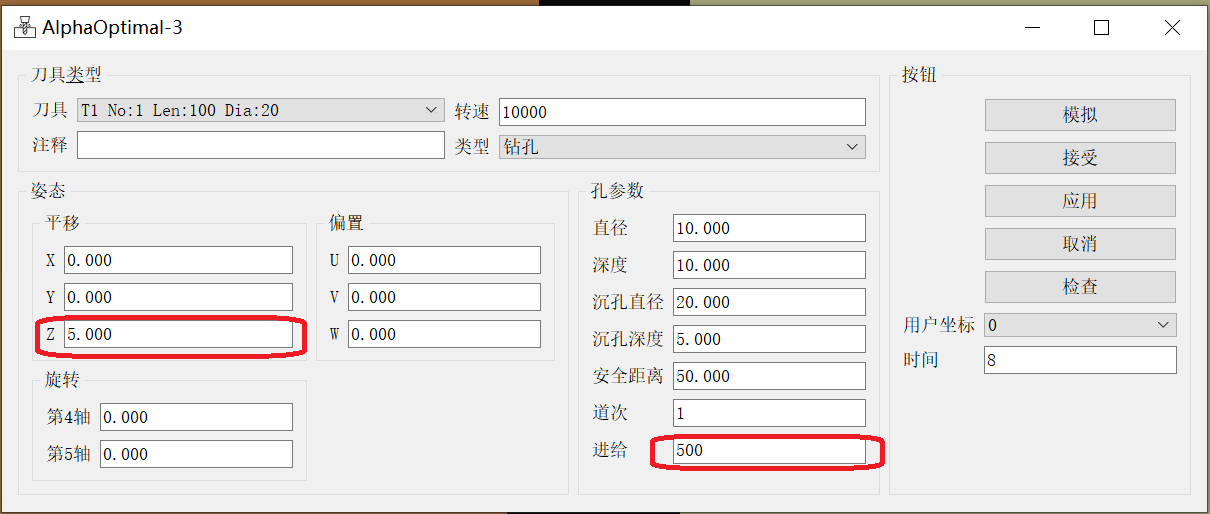 AlphaOptimal-3
刀具类型
刀具 T1 No:1 Len:100 Dia:20 转速 10000
注释 类型 钻孔
姿态
平移
X 0.000
Y 0.000
Z 5.000
偏置
U 0.000
V 0.000
W 0.000
旋转
第4轴 0.000
第5轴 0.000
孔参数
直径 10.000
深度 10.000
沉孔直径 20.000
沉孔深度 5.000
安全距离 50.000
道次 1
进给 500
按钮
模拟
接受
应用
取消
检查
用户坐标 0
时间 8